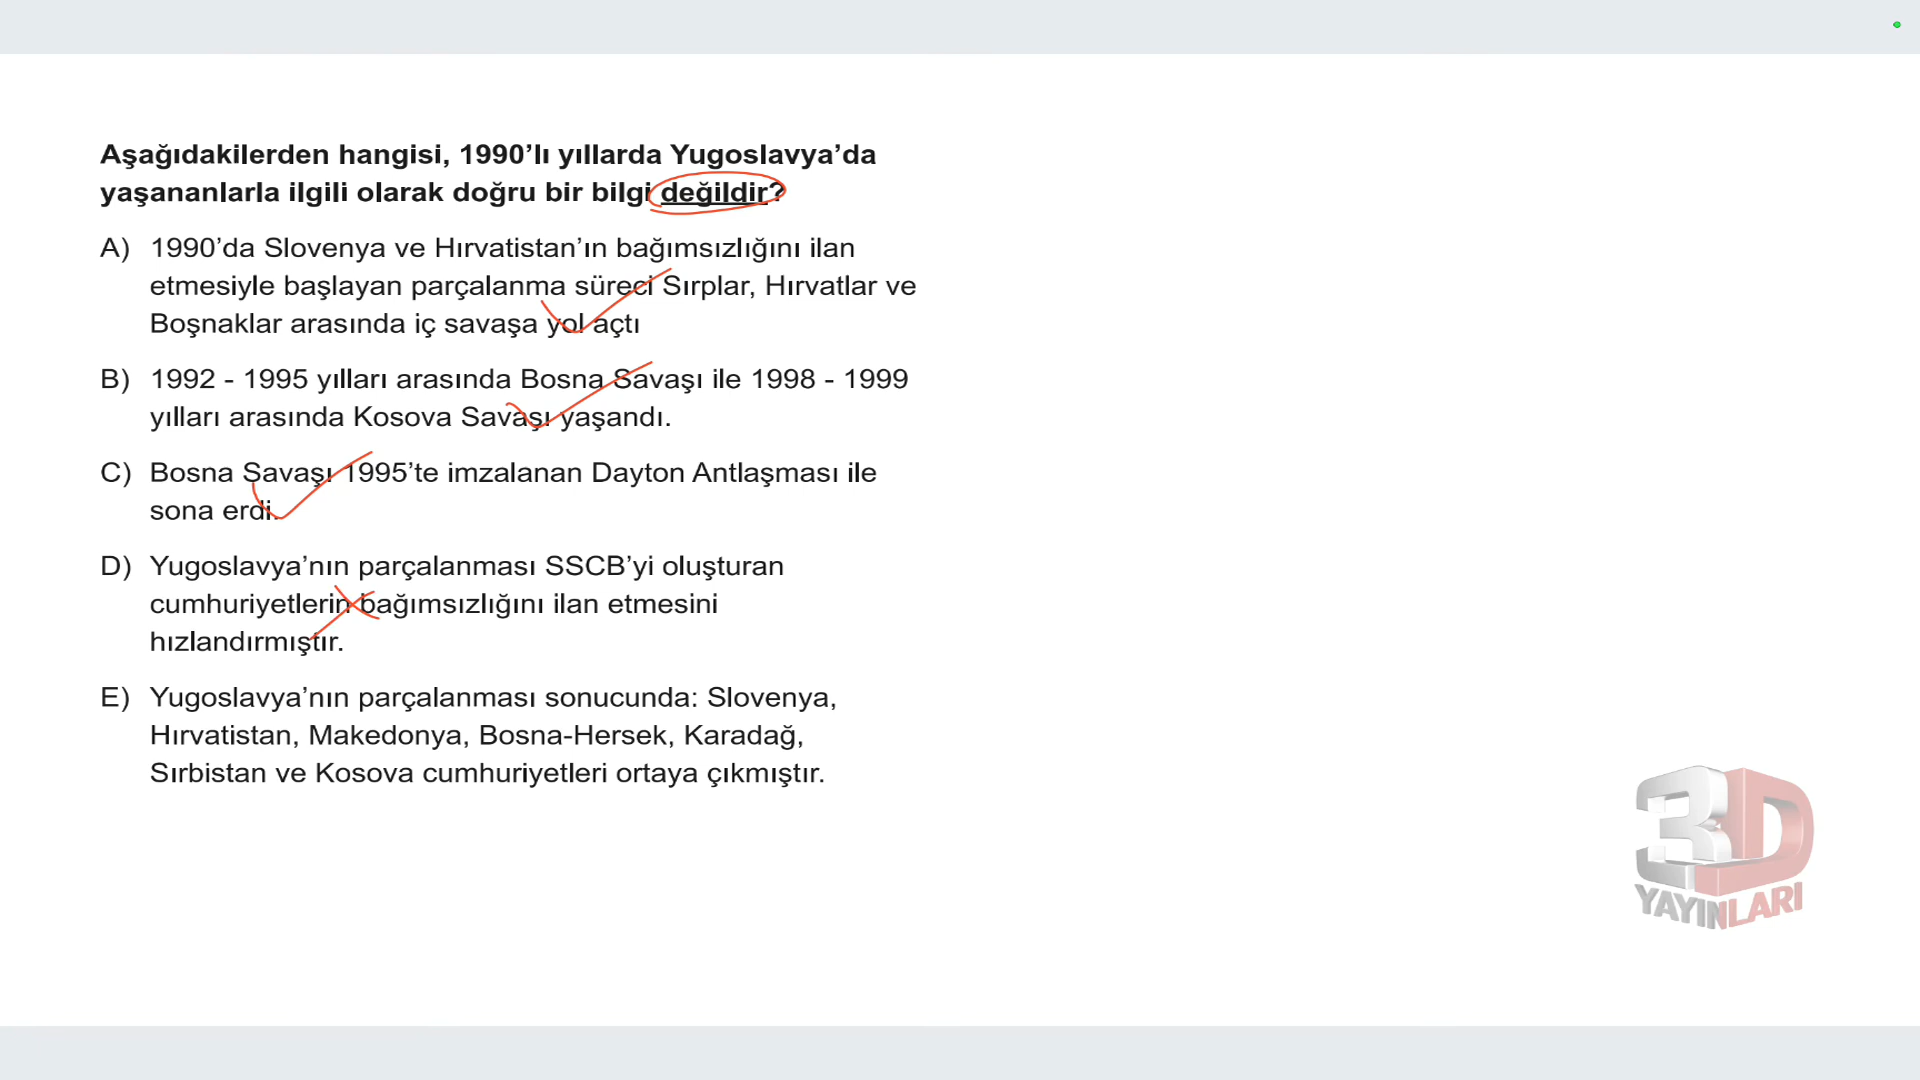 Aşağıdakilerden hangisi, 1990’lı yıllarda Yugoslavya’da
yaşananlarla ilgili olarak doğru bir bilgi değildir?
A) 1990’da Slovenya ve Hırvatistan’ın bağımsızlığını ilan
etmesiyle başlayan parçalanma süreci Sırplar, Hırvatlar ve
Boşnaklar arasında iç savaşa yol açtı
B) 1992 - 1995 yılları arasında Bosna Savaşı ile 1998 - 1999
yılları arasında Kosova Savaşı yaşandı.
C) Bosna Savaşı 1995’te imzalanan Dayton Antlaşması ile
sona erdi.
D) Yugoslavya’nın parçalanması SSCB’yi oluşturan
cumhuriyetlerin bağımsızlığını ilan etmesini
hızlandırmıştır.
E) Yugoslavya’nın parçalanması sonucunda: Slovenya,
Hırvatistan, Makedonya, Bosna-Hersek, Karadağ,
Sırbistan ve Kosova cumhuriyetleri ortaya çıkmıştır.
3D
YAYINLARI